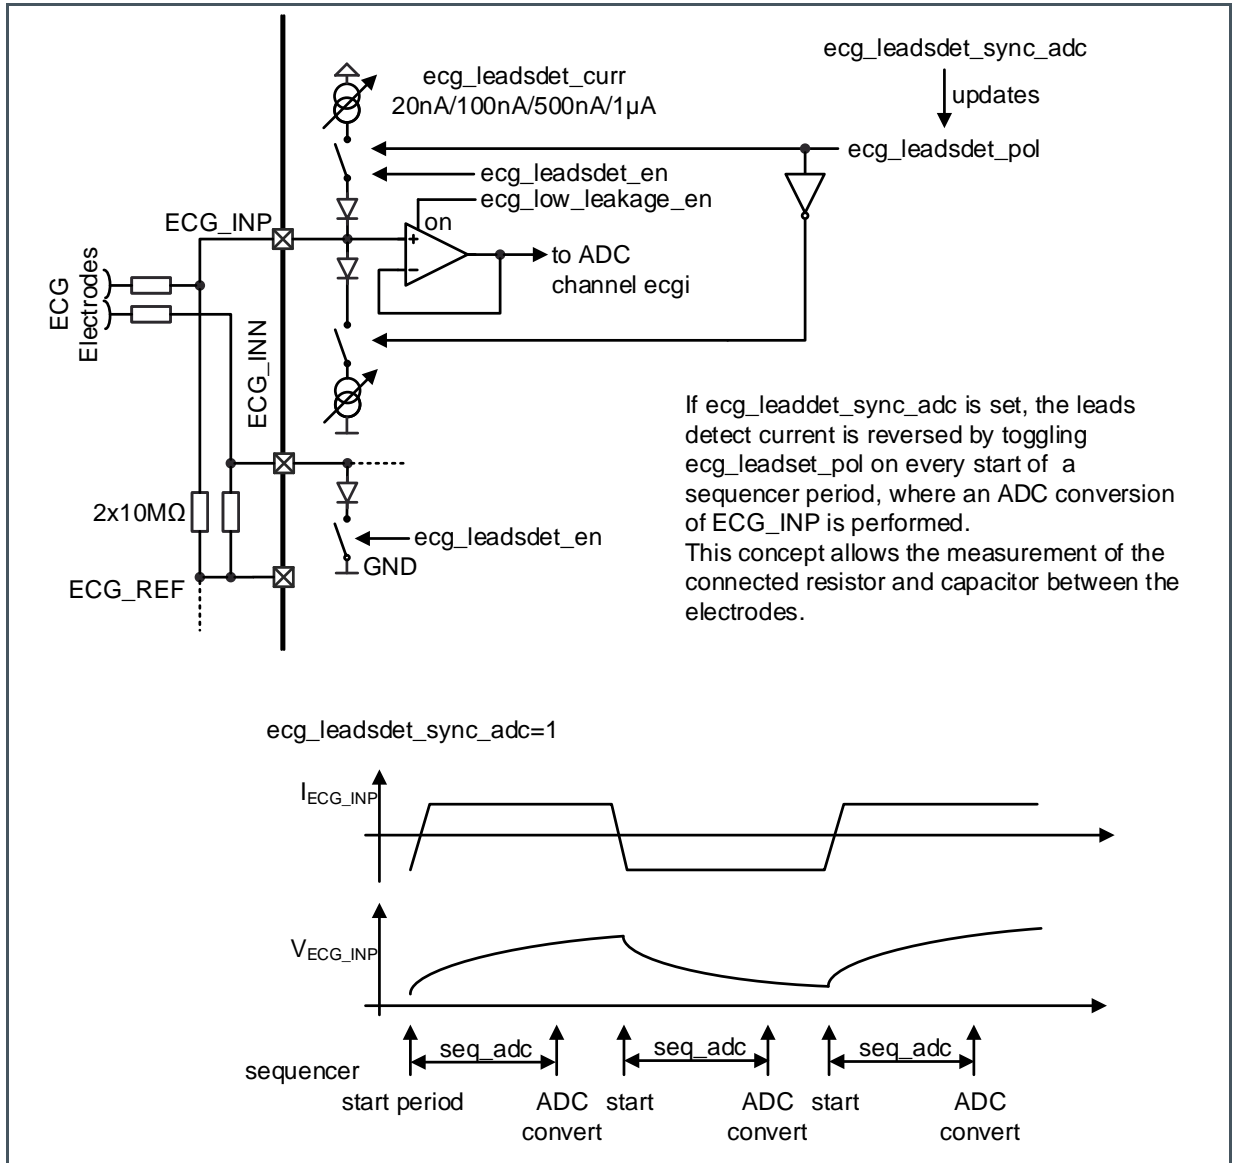 ecg_leadsdet_sync_adc
ecg_leadsdet_curr
20nA/100nA/500nA/1µA
updates
ecg_leadsdet_pol
ecg_leadsdet_en
ecg_low_leakage_en
ECG_INP
on
+
−
to ADC
channel ecgi
ECG
Electrodes
ECG_INN
If ecg_leaddet_sync_adc is set, the leads
detect current is reversed by toggling
ecg_leadset_pol on every start of a
sequencer period, where an ADC conversion
of ECG_INP is performed.
This concept allows the measurement of the
connected resistor and capacitor between the
electrodes.
2x10MΩ
ecg_leadsdet_en
GND
ECG_REF
ecg_leadsdet_sync_adc=1
I_ECG_INP
V_ECG_INP
seq_adc
seq_adc
seq_adc
sequencer
start period
ADC
convert
start
ADC
convert
start
ADC
convert